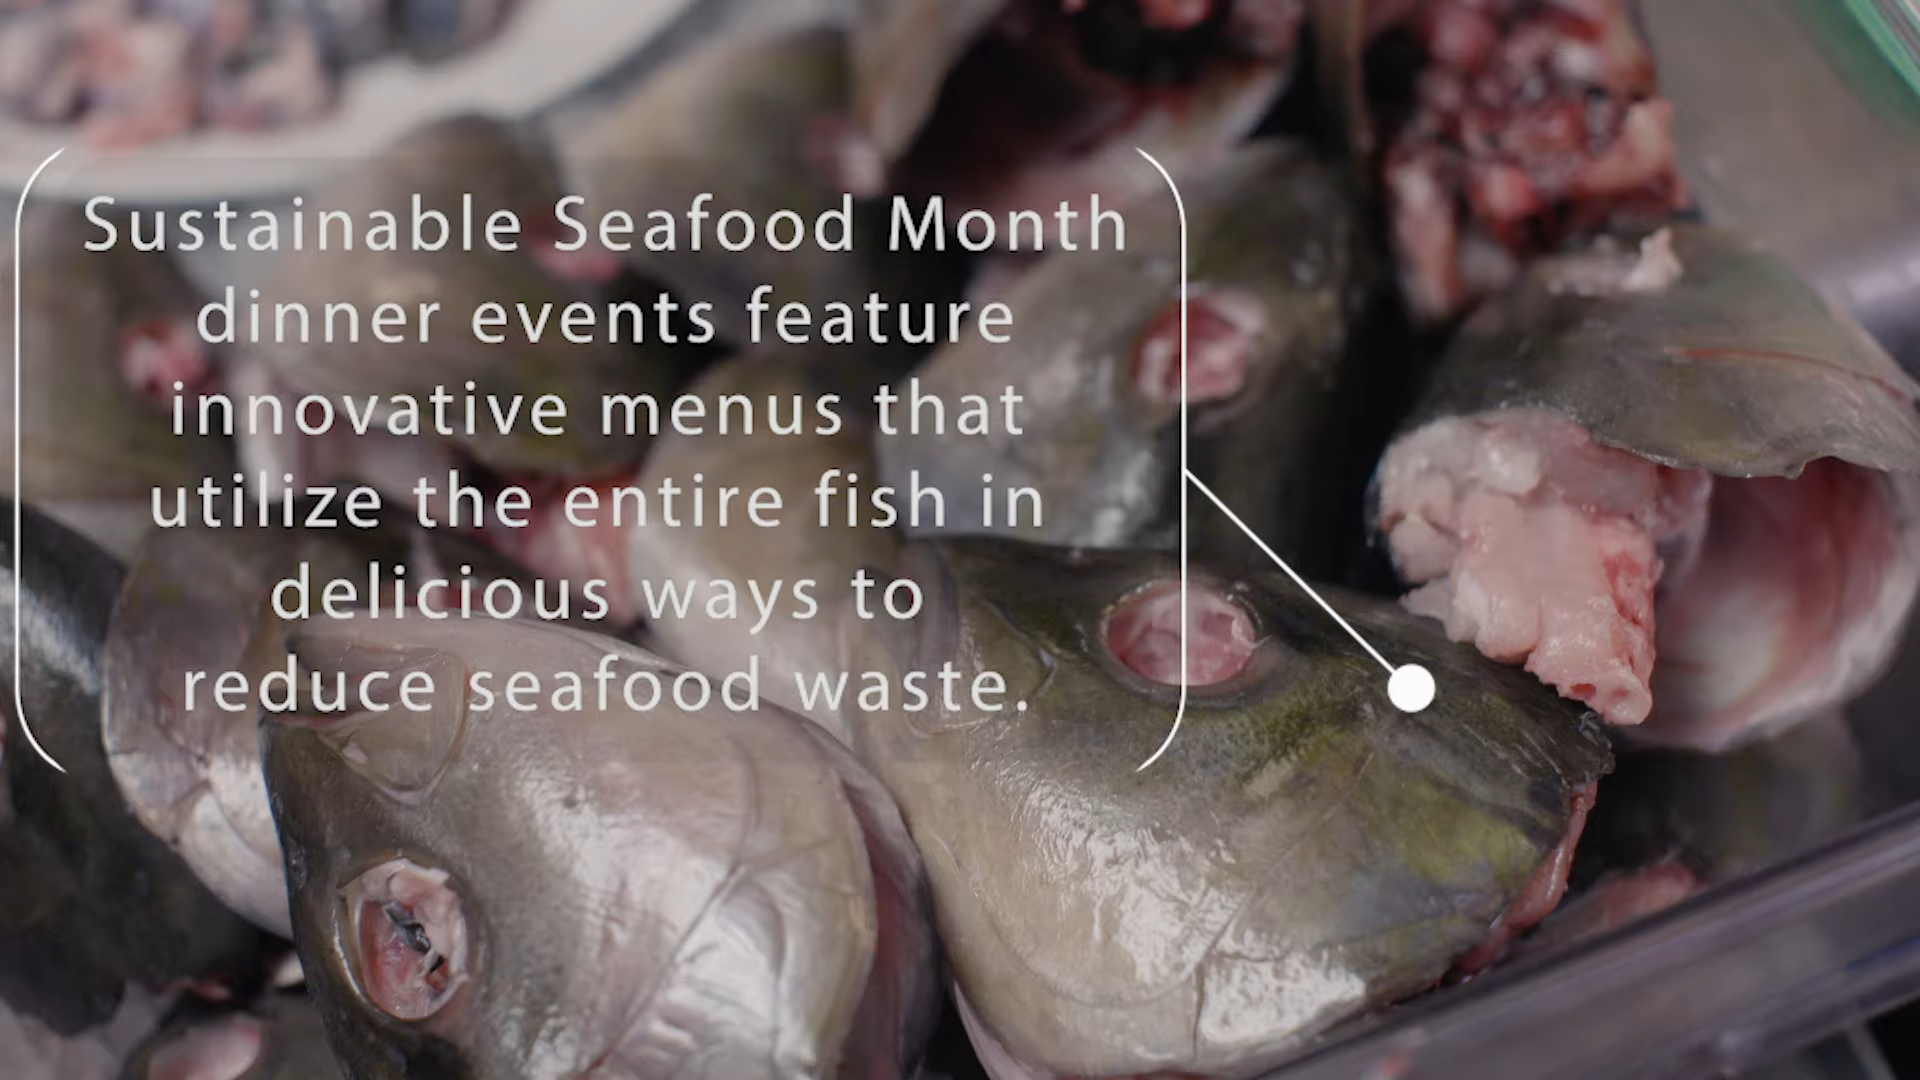 Sustainable Seafood Month
dinner events feature
innovative menus that
utilize the entire fish in
delicious ways to
reduce seafood waste.